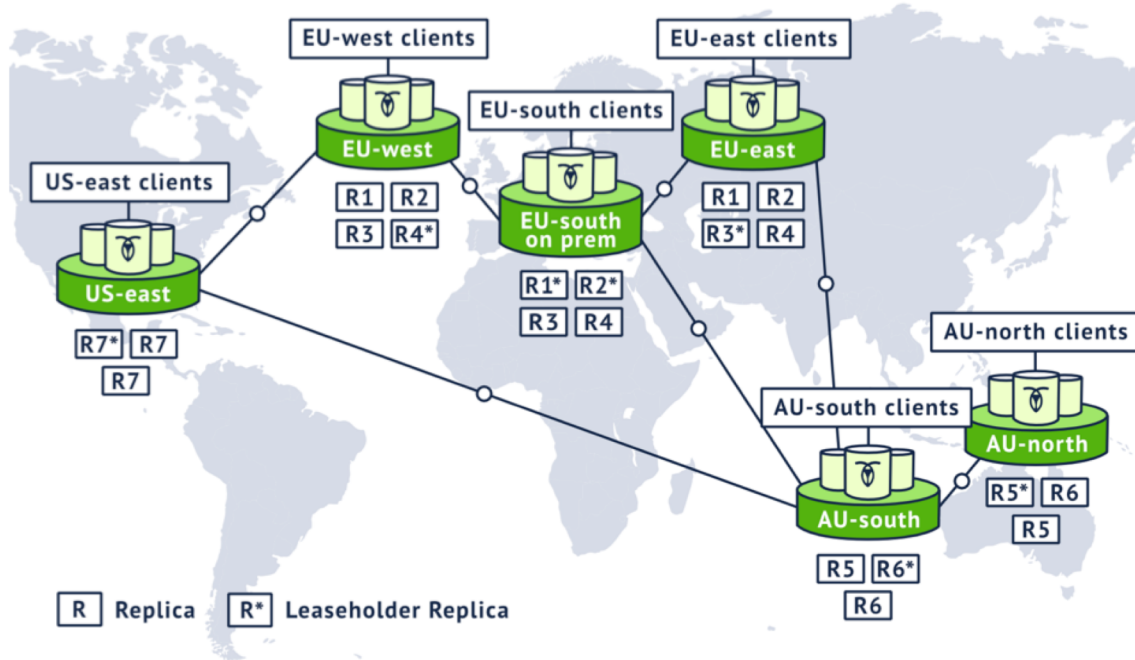 EU-west clients
EU-east clients
EU-south clients
US-east clients
EU-west
EU-east
EU-south
on prem
US-east
R1 R2
R3 R4*
R1 R2
R3* R4
R1* R2*
R3 R4
R7* R7
R7
AU-north clients
AU-south clients
AU-north
AU-south
R5* R6
R5
R5 R6*
R6
R Replica R* Leaseholder Replica